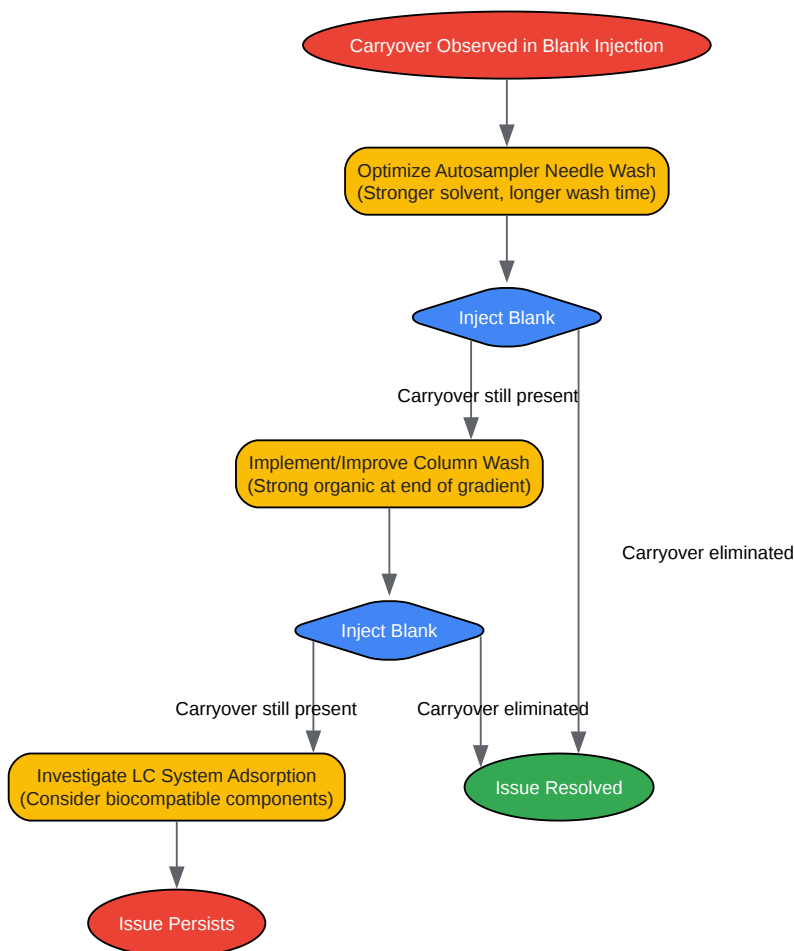 Carryover Observed in Blank Injection
Optimize Autosampler Needle Wash
(Stronger solvent, longer wash time)
Inject Blank
Carryover still present
Implement/Improve Column Wash
(Strong organic at end of gradient)
Carryover eliminated
Inject Blank
Carryover still present
Carryover eliminated
Investigate LC System Adsorption
(Consider biocompatible components)
Issue Resolved
Issue Persists